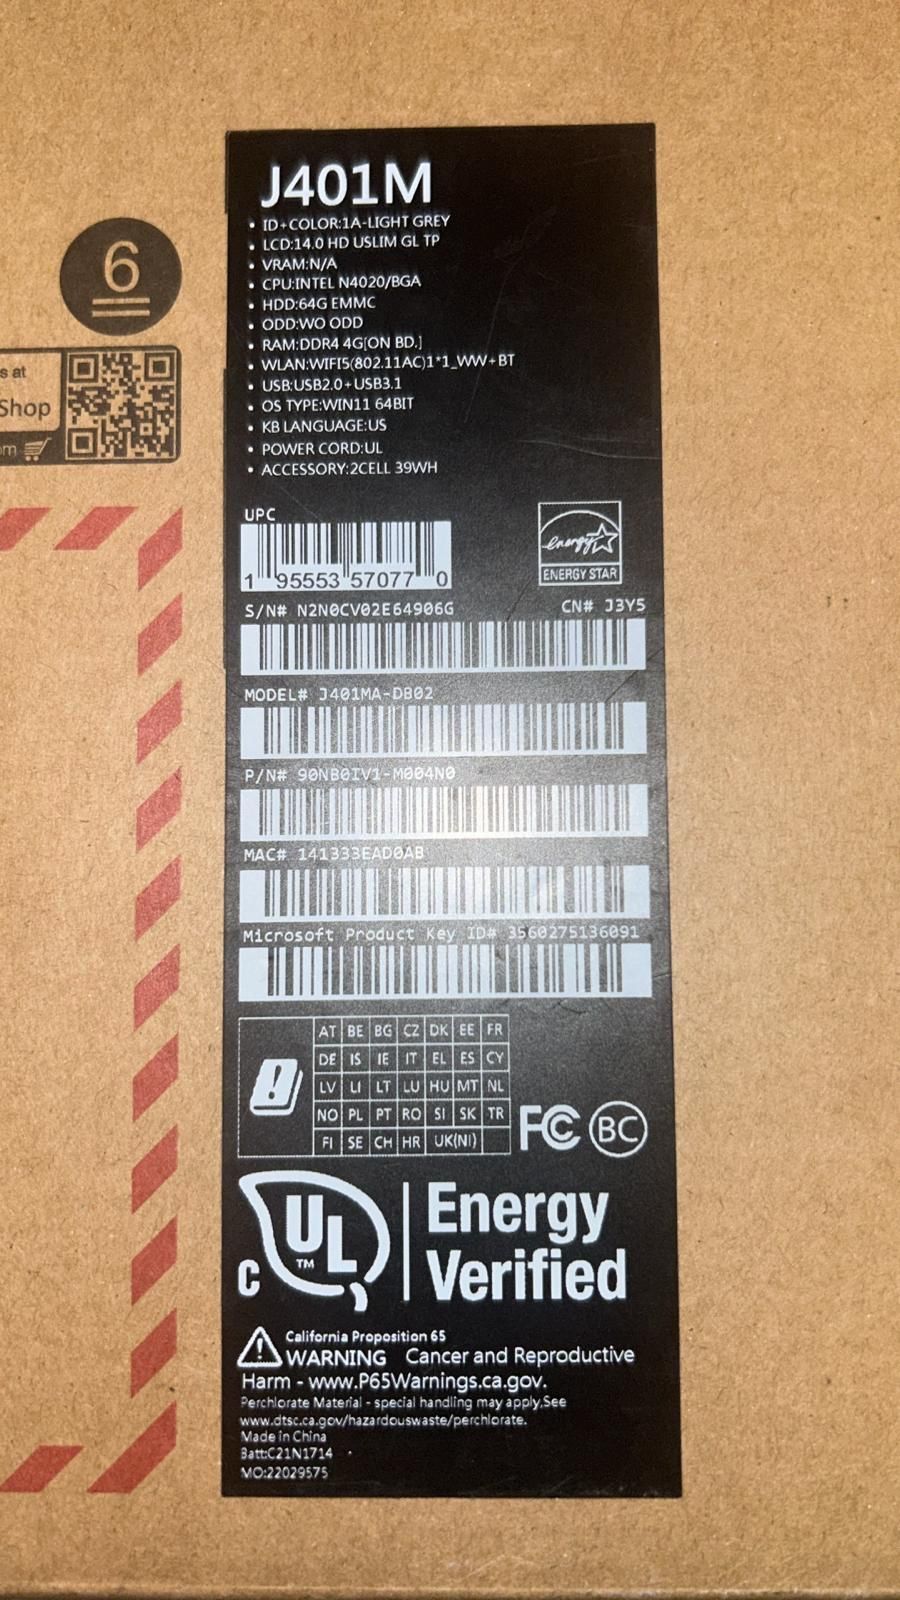 J401M
• ID+COLOR:1A-LIGHT GREY
• LCD:14.0 HD USLIM GL TP
• VRAM:N/A
• CPU:INTEL N4020/BGA
• HDD:64G EMMC
• ODD:WO ODD
• RAM:DDR4 4G[ON BD.]
• WLAN:WIFI5(802.11AC)1*1_WW+BT
• USB:USB2.0+USB3.1
• OS TYPE:WIN11 64BIT
• KB LANGUAGE:US
• POWER CORD:UL
• ACCESSORY:2CELL 39WH
6
s at
Shop
om
UPC
1 95553 57077 0
energy
ENERGY STAR
S/N# N2N0CV02E64906G CN# J3Y5
MODEL# J401MA-DB02
P/N# 90NB0IV1-M004N0
MAC# 141333EAD0AB
Microsoft Product Key ID# 3560275136091
AT BE BG CZ DK EE FR
DE IS IE IT EL ES CY
LV LI LT LU HU MT NL
NO PL PT RO SI SK TR
FI SE CH HR UK(NI)
FC BC
C UL TM Energy
Verified
California Proposition 65
WARNING Cancer and Reproductive
Harm - www.P65Warnings.ca.gov.
Perchlorate Material - special handling may apply,See
www.dtsc.ca.gov/hazardouswaste/perchlorate.
Made in China
Batt:C21N1714
MO:22029575